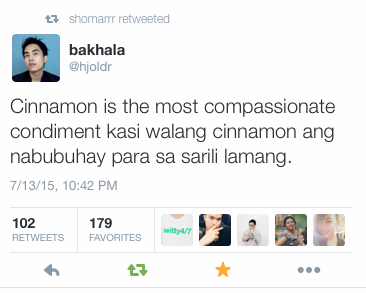 shomarrr retweeted
bakhala
@hjoldr
Cinnamon is the most compassionate
condiment kasi walang cinnamon ang
nabubuhay para sa sarili lamang.
7/13/15, 10:42 PM
102
RETWEETS
179
FAVORITES
witty4/7